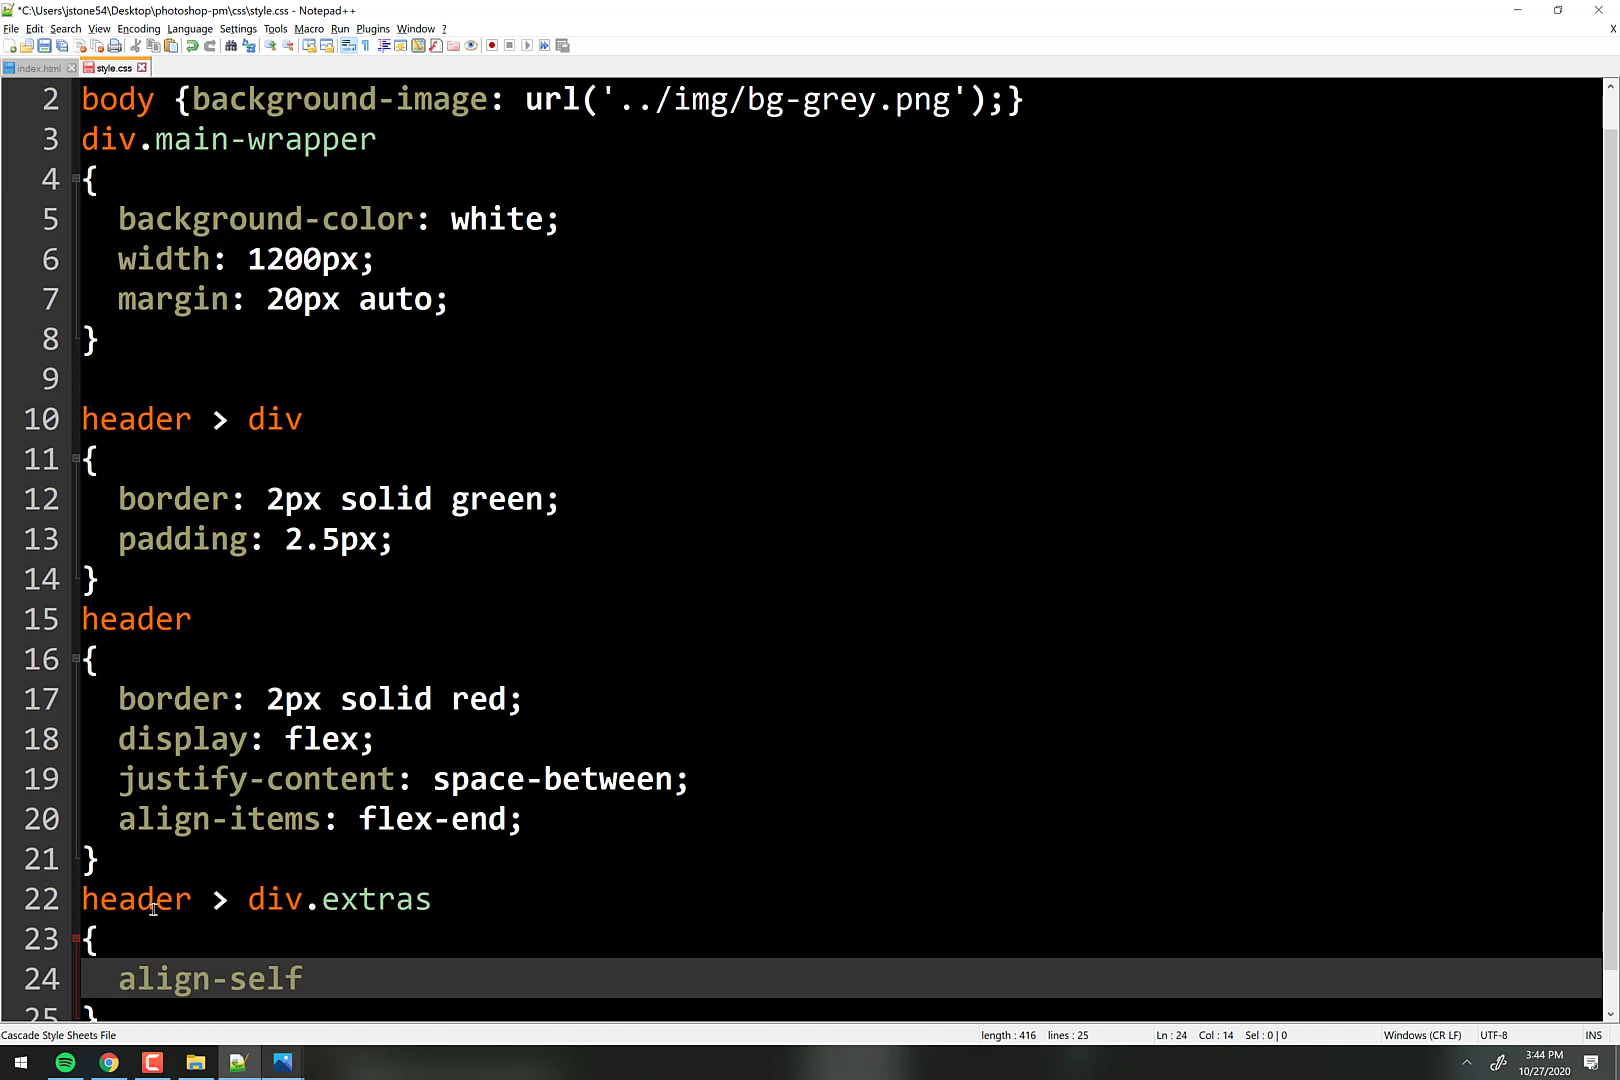 *C:\Users\jstone54\Desktop\photoshop-pm\css\style.css - Notepad++
File Edit Search View Encoding Language Settings Tools Macro Run Plugins Window ? X
index.html style.css
2 body {background-image: url('../img/bg-grey.png');}
3 div.main-wrapper
4 {
5 background-color: white;
6 width: 1200px;
7 margin: 20px auto;
8 }
9
10 header > div
11 {
12 border: 2px solid green;
13 padding: 2.5px;
14 }
15 header
16 {
17 border: 2px solid red;
18 display: flex;
19 justify-content: space-between;
20 align-items: flex-end;
21 }
22 header > div.extras
23 {
24 align-self
25 }
Cascade Style Sheets File length : 416 lines : 25 Ln : 24 Col : 14 Sel : 0 | 0 Windows (CR LF) UTF-8 INS
3:44 PM
10/27/2020